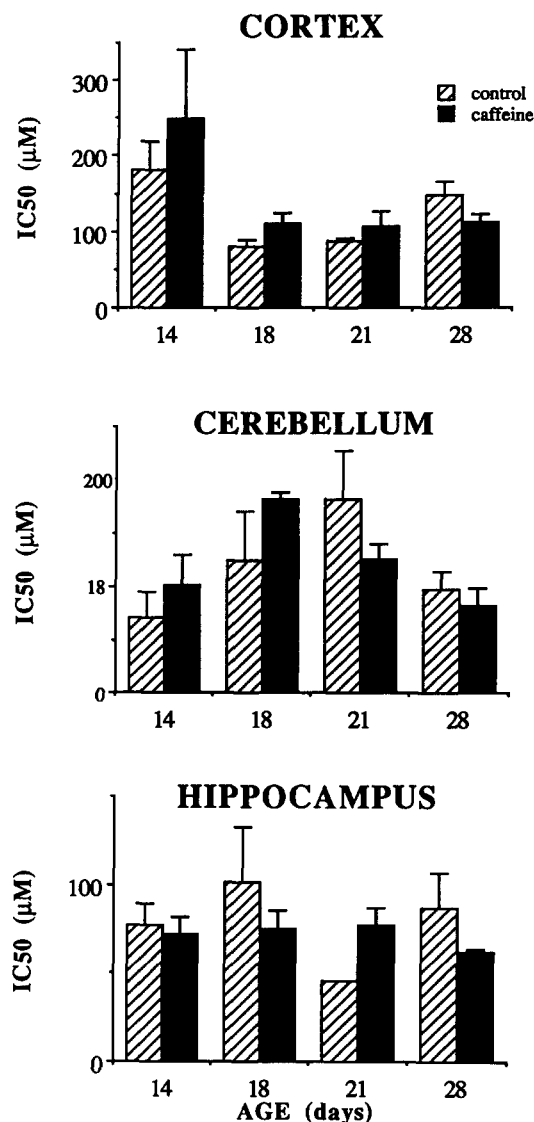 CORTEX
IC50 (µM)
300
200
100
0
control
caffeine
14 18 21 28
CEREBELLUM
IC50 (µM)
200
18
0
14 18 21 28
HIPPOCAMPUS
IC50 (µM)
100
0
14 18 21 28
AGE (days)